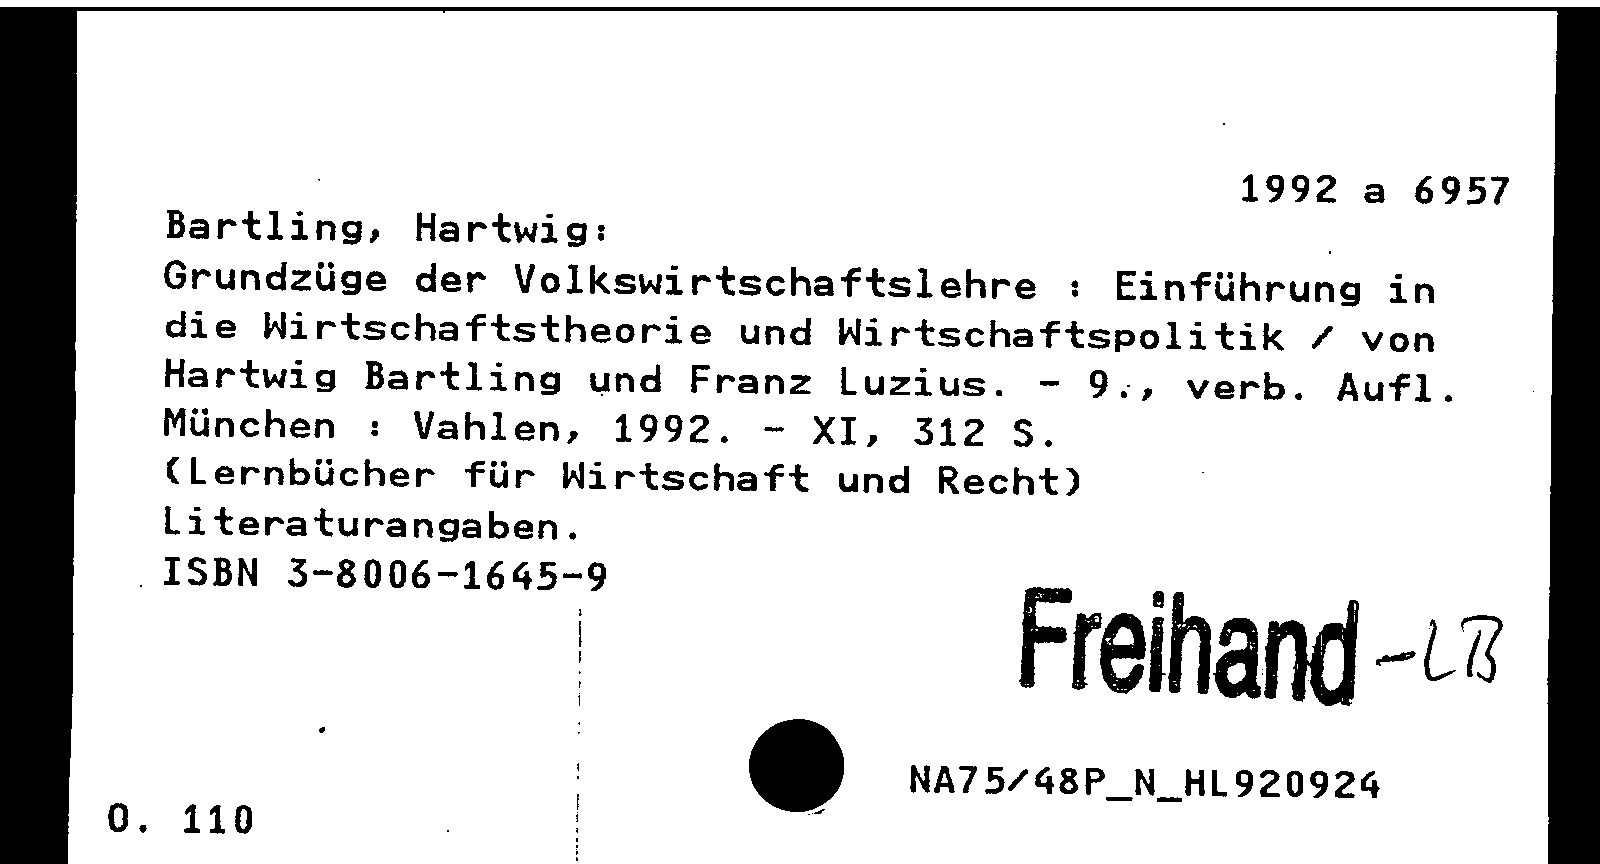 1992 a 6957
Bartling, Hartwig:
Grundzüge der Volkswirtschaftslehre : Einführung in
die Wirtschaftstheorie und Wirtschaftspolitik / von
Hartwig Bartling und Franz Luzius. - 9., verb. Aufl.
München : Vahlen, 1992. - XI, 312 S.
(Lernbücher für Wirtschaft und Recht)
Literaturangaben.
ISBN 3-8006-1645-9
Freihand -LB
NA75/48P_N_HL920924
O. 110